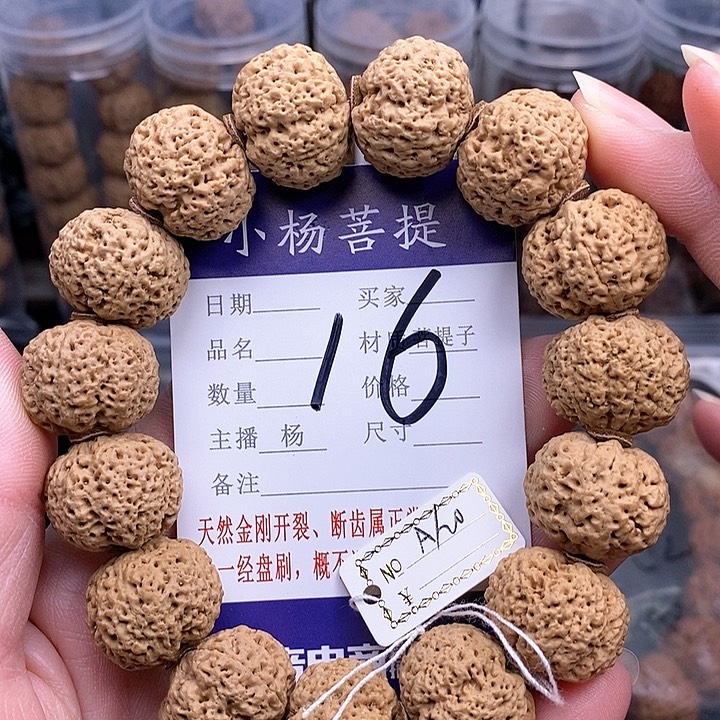 小杨菩提
日期 买家
品名 材质 菩提子
数量 价格
主播 杨 尺寸
备注
16
天然金刚开裂、断齿属正常
一经盘刷，概不
NO A/20
¥